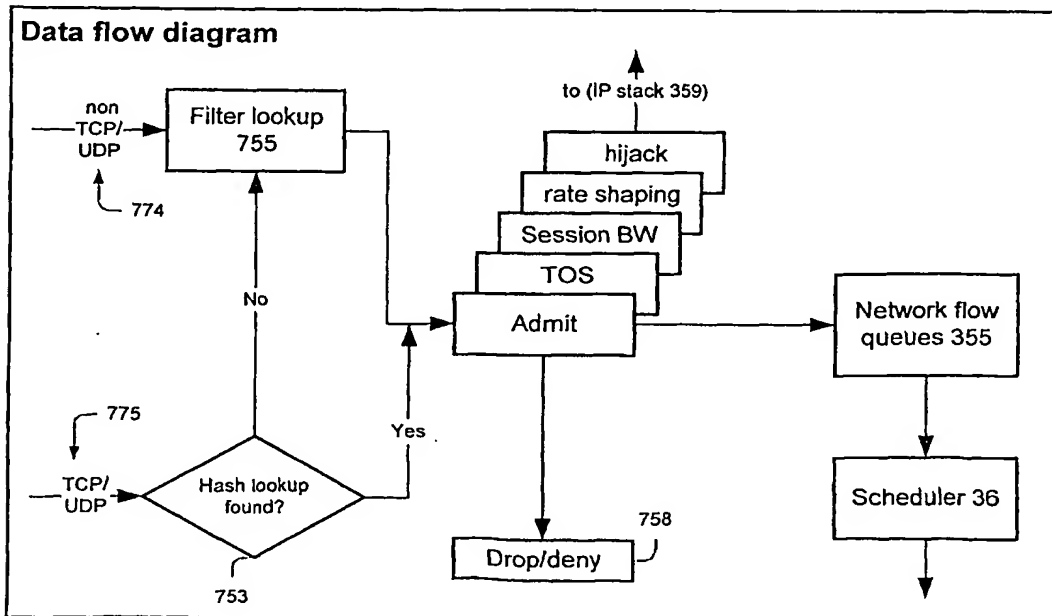 Data flow diagram
to (IP stack 359)
non
TCP/
UDP
774
Filter lookup
755
hijack
rate shaping
Session BW
TOS
Admit
No
Yes
Network flow
queues 355
775
TCP/
UDP
Hash lookup
found?
753
Drop/deny
758
Scheduler 36